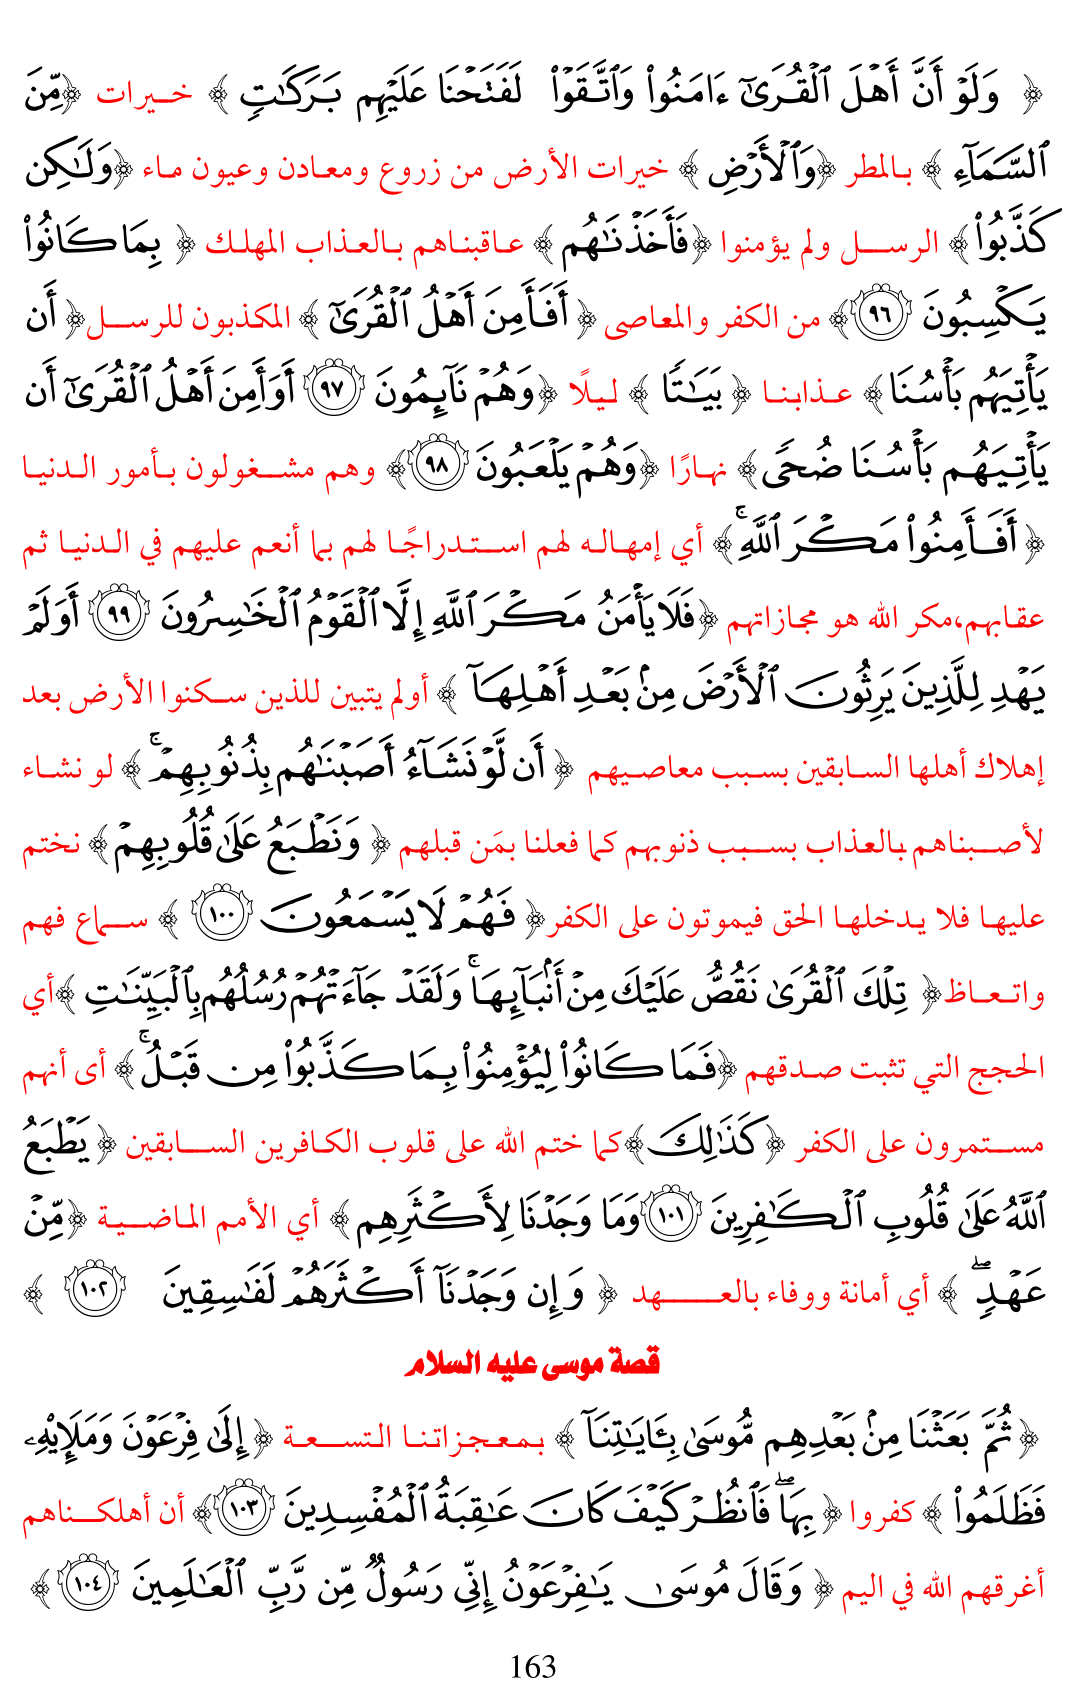 ﴿ وَلَوۡ أَنَّ أَهۡلَ ٱلۡقُرَىٰٓ ءَامَنُواْ وَٱتَّقَوۡاْ لَفَتَحۡنَا عَلَيۡهِم بَرَكَٰتٖ ﴾ خيرات ﴿مِّنَ
ٱلسَّمَآءِ ﴾ بالمطر ﴿وَٱلۡأَرۡضِ ﴾ خيرات الأرض من زروع ومعادن وعيون ماء ﴿وَلَٰكِن
كَذَّبُواْ ﴾ الرسل ولم يؤمنوا ﴿فَأَخَذۡنَٰهُم ﴾ عاقبناهم بالعذاب المهلك ﴿ بِمَا كَانُواْ
يَكۡسِبُونَ ٩٦﴾ من الكفر والمعاصى ﴿ أَفَأَمِنَ أَهۡلُ ٱلۡقُرَىٰٓ ﴾ المكذبون للرسل﴿ أَن
يَأۡتِيَهُم بَأۡسُنَا ﴾ عذابنا ﴿ بَيَٰتٗا ﴾ ليلًا ﴿وَهُمۡ نَآئِمُونَ ٩٧ أَوَأَمِنَ أَهۡلُ ٱلۡقُرَىٰٓ أَن
يَأۡتِيَهُم بَأۡسُنَا ضُحٗى ﴾ نهارًا ﴿وَهُمۡ يَلۡعَبُونَ ٩٨﴾ وهم مشغولون بأمور الدنيا
﴿ أَفَأَمِنُواْ مَكۡرَ ٱللَّهِۚ ﴾ أي إمهاله لهم استدراجًا لهم بما أنعم عليهم في الدنيا ثم
عقابهم،مكر الله هو مجازاتهم ﴿فَلَا يَأۡمَنُ مَكۡرَ ٱللَّهِ إِلَّا ٱلۡقَوۡمُ ٱلۡخَٰسِرُونَ ٩٩ أَوَلَمۡ
يَهۡدِ لِلَّذِينَ يَرِثُونَ ٱلۡأَرۡضَ مِنۢ بَعۡدِ أَهۡلِهَآ ﴾ أولم يتبين للذين سكنوا الأرض بعد
إهلاك أهلها السابقين بسبب معاصيهم ﴿ أَن لَّوۡ نَشَآءُ أَصَبۡنَٰهُم بِذُنُوبِهِمۡۚ ﴾ لو نشاء
لأصبناهم بالعذاب بسبب ذنوبهم كما فعلنا بمَن قبلهم ﴿ وَنَطۡبَعُ عَلَىٰ قُلُوبِهِمۡ ﴾ نختم
عليها فلا يدخلها الحق فيموتون على الكفر﴿ فَهُمۡ لَا يَسۡمَعُونَ ١٠٠ ﴾ سماع فهم
واتعاظ﴿ تِلۡكَ ٱلۡقُرَىٰ نَقُصُّ عَلَيۡكَ مِنۡ أَنۢبَآئِهَاۚ وَلَقَدۡ جَآءَتۡهُمۡ رُسُلُهُم بِٱلۡبَيِّنَٰتِ ﴾أي
الحجج التي تثبت صدقهم ﴿فَمَا كَانُواْ لِيُؤۡمِنُواْ بِمَا كَذَّبُواْ مِن قَبۡلُۚ ﴾ أى أنهم
مستمرون على الكفر ﴿كَذَٰلِكَ ﴾كما ختم الله على قلوب الكافرين السابقين ﴿ يَطۡبَعُ
ٱللَّهُ عَلَىٰ قُلُوبِ ٱلۡكَٰفِرِينَ ١٠١ وَمَا وَجَدۡنَا لِأَكۡثَرِهِم ﴾ أي الأمم الماضية ﴿مِّنۡ
عَهۡدٖۖ ﴾ أي أمانة ووفاء بالعهد ﴿ وَإِن وَجَدۡنَآ أَكۡثَرَهُمۡ لَفَٰسِقِينَ ١٠٢ ﴾
قصة موسى عليه السلام
﴿ ثُمَّ بَعَثۡنَا مِنۢ بَعۡدِهِم مُّوسَىٰ بِـَٔايَٰتِنَآ ﴾ بمعجزاتنا التسعة ﴿ إِلَىٰ فِرۡعَوۡنَ وَمَلَإِيْهِۦ
فَظَلَمُواْ ﴾ كفروا ﴿ بِهَاۖ فَٱنظُرۡ كَيۡفَ كَانَ عَٰقِبَةُ ٱلۡمُفۡسِدِينَ ١٠٣﴾ أن أهلكناهم
أغرقهم الله في اليم ﴿ وَقَالَ مُوسَىٰ يَٰفِرۡعَوۡنُ إِنِّي رَسُولٞ مِّن رَّبِّ ٱلۡعَٰلَمِينَ ١٠٤ ﴾
163